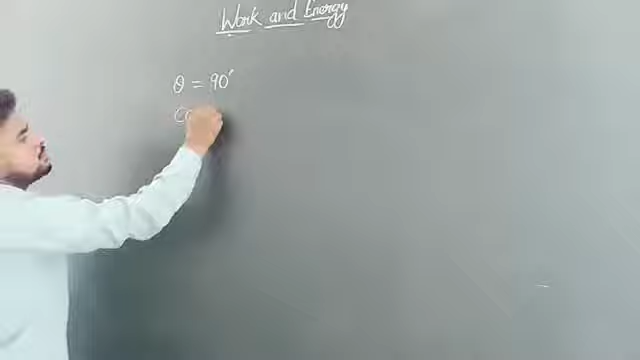 Work and Energy
θ = 90°